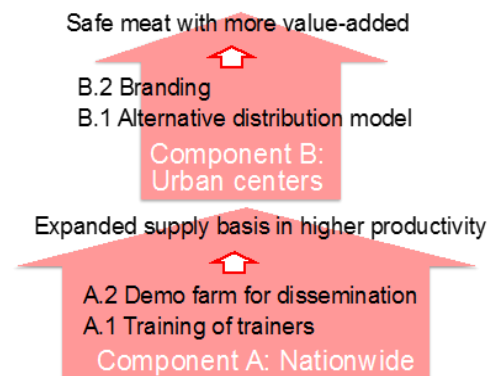 Safe meat with more value-added
B.2 Branding
B.1 Alternative distribution model
Component B:
Urban centers
Expanded supply basis in higher productivity
A.2 Demo farm for dissemination
A.1 Training of trainers
Component A: Nationwide